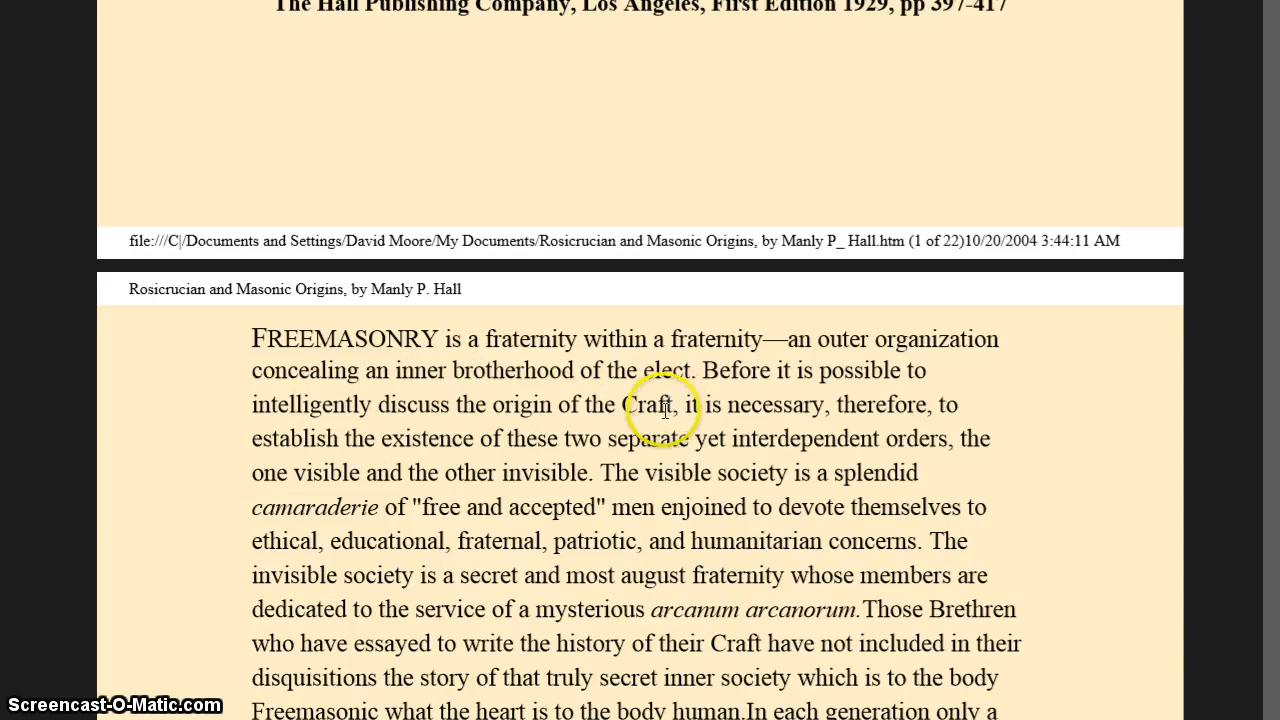 The Hall Publishing Company, Los Angeles, First Edition 1929, pp 397-417
file:///C|/Documents and Settings/David Moore/My Documents/Rosicrucian and Masonic Origins, by Manly P_ Hall.htm (1 of 22)10/20/2004 3:44:11 AM
Rosicrucian and Masonic Origins, by Manly P. Hall
FREEMASONRY is a fraternity within a fraternity—an outer organization
concealing an inner brotherhood of the elect. Before it is possible to
intelligently discuss the origin of the Craft, it is necessary, therefore, to
establish the existence of these two separate yet interdependent orders, the
one visible and the other invisible. The visible society is a splendid
camaraderie of "free and accepted" men enjoined to devote themselves to
ethical, educational, fraternal, patriotic, and humanitarian concerns. The
invisible society is a secret and most august fraternity whose members are
dedicated to the service of a mysterious arcanum arcanorum.Those Brethren
who have essayed to write the history of their Craft have not included in their
disquisitions the story of that truly secret inner society which is to the body
Freemasonic what the heart is to the body human.In each generation only a
Screencast-O-Matic.com